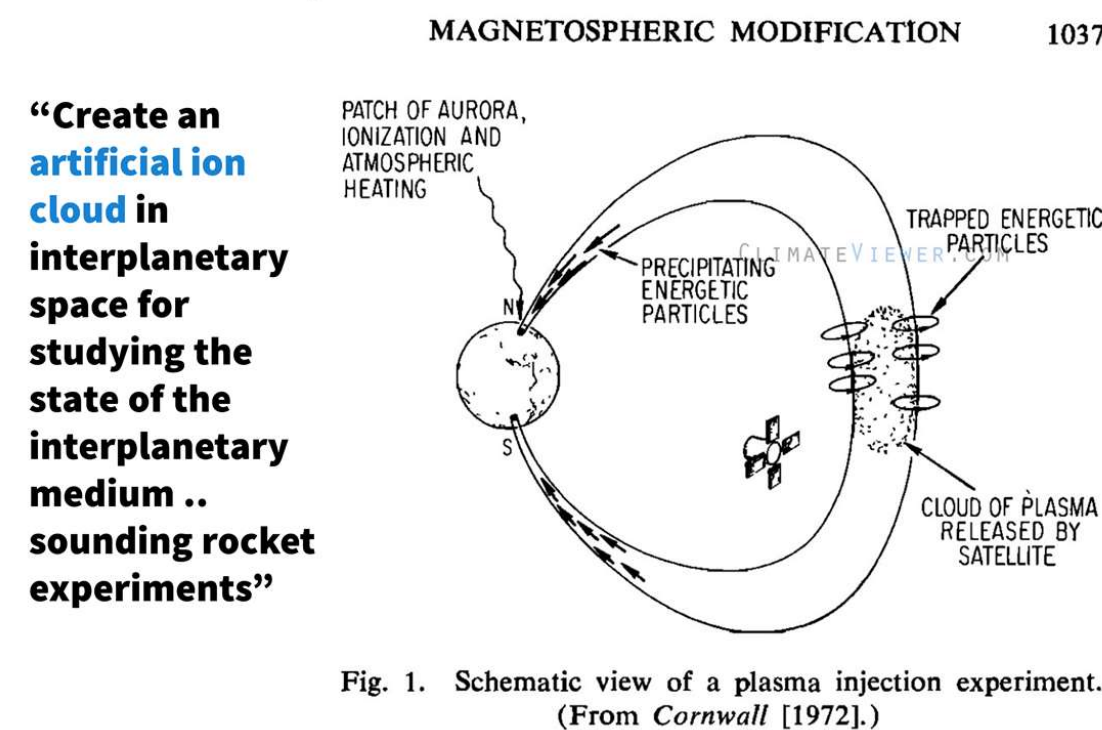 MAGNETOSPHERIC MODIFICATION 1037
“Create an
artificial ion
cloud in
interplanetary
space for
studying the
state of the
interplanetary
medium ..
sounding rocket
experiments”
PATCH OF AURORA,
IONIZATION AND
ATMOSPHERIC
HEATING
N
S
PRECIPITATING
ENERGETIC
PARTICLES
CLIMATEVIEWER.COM
TRAPPED ENERGETIC
PARTICLES
CLOUD OF PLASMA
RELEASED BY
SATELLITE
Fig. 1. Schematic view of a plasma injection experiment.
(From Cornwall [1972].)